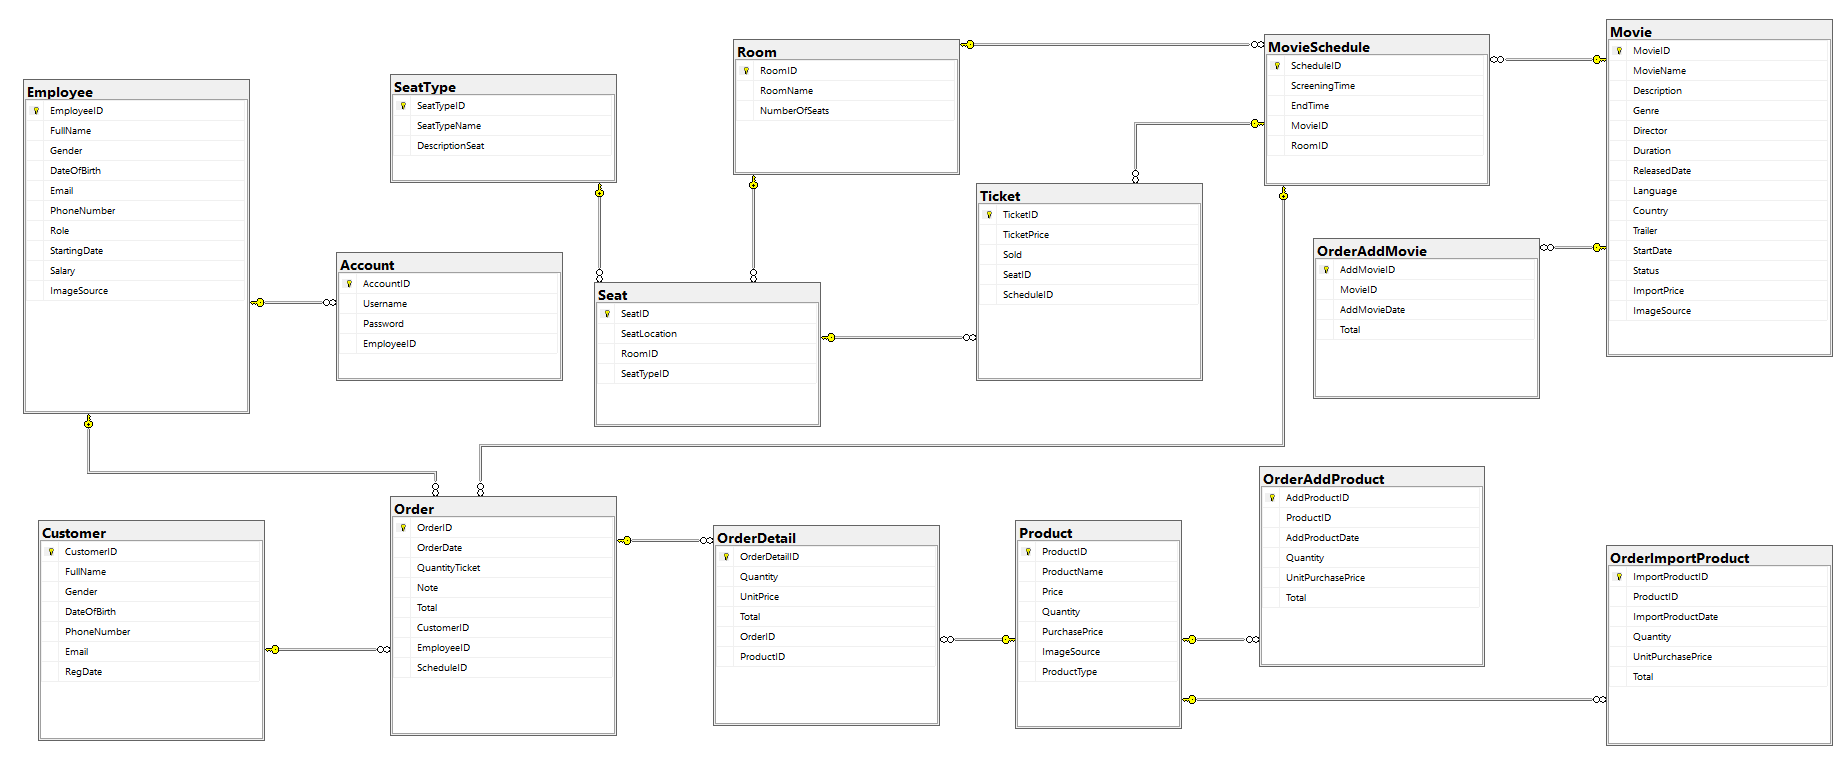 Employee
EmployeeID
FullName
Gender
DateOfBirth
Email
PhoneNumber
Role
StartingDate
Salary
ImageSource
SeatType
SeatTypeID
SeatTypeName
DescriptionSeat
Room
RoomID
RoomName
NumberOfSeats
MovieSchedule
ScheduleID
ScreeningTime
EndTime
MovieID
RoomID
Movie
MovieID
MovieName
Description
Genre
Director
Duration
ReleasedDate
Language
Country
Trailer
StartDate
Status
ImportPrice
ImageSource
Account
AccountID
Username
Password
EmployeeID
Seat
SeatID
SeatLocation
RoomID
SeatTypeID
Ticket
TicketID
TicketPrice
Sold
SeatID
ScheduleID
OrderAddMovie
AddMovieID
MovieID
AddMovieDate
Total
Customer
CustomerID
FullName
Gender
DateOfBirth
PhoneNumber
Email
RegDate
Order
OrderID
OrderDate
QuantityTicket
Note
Total
CustomerID
EmployeeID
ScheduleID
OrderDetail
OrderDetailID
Quantity
UnitPrice
Total
OrderID
ProductID
Product
ProductID
ProductName
Price
Quantity
PurchasePrice
ImageSource
ProductType
OrderAddProduct
AddProductID
ProductID
AddProductDate
Quantity
UnitPurchasePrice
Total
OrderImportProduct
ImportProductID
ProductID
ImportProductDate
Quantity
UnitPurchasePrice
Total